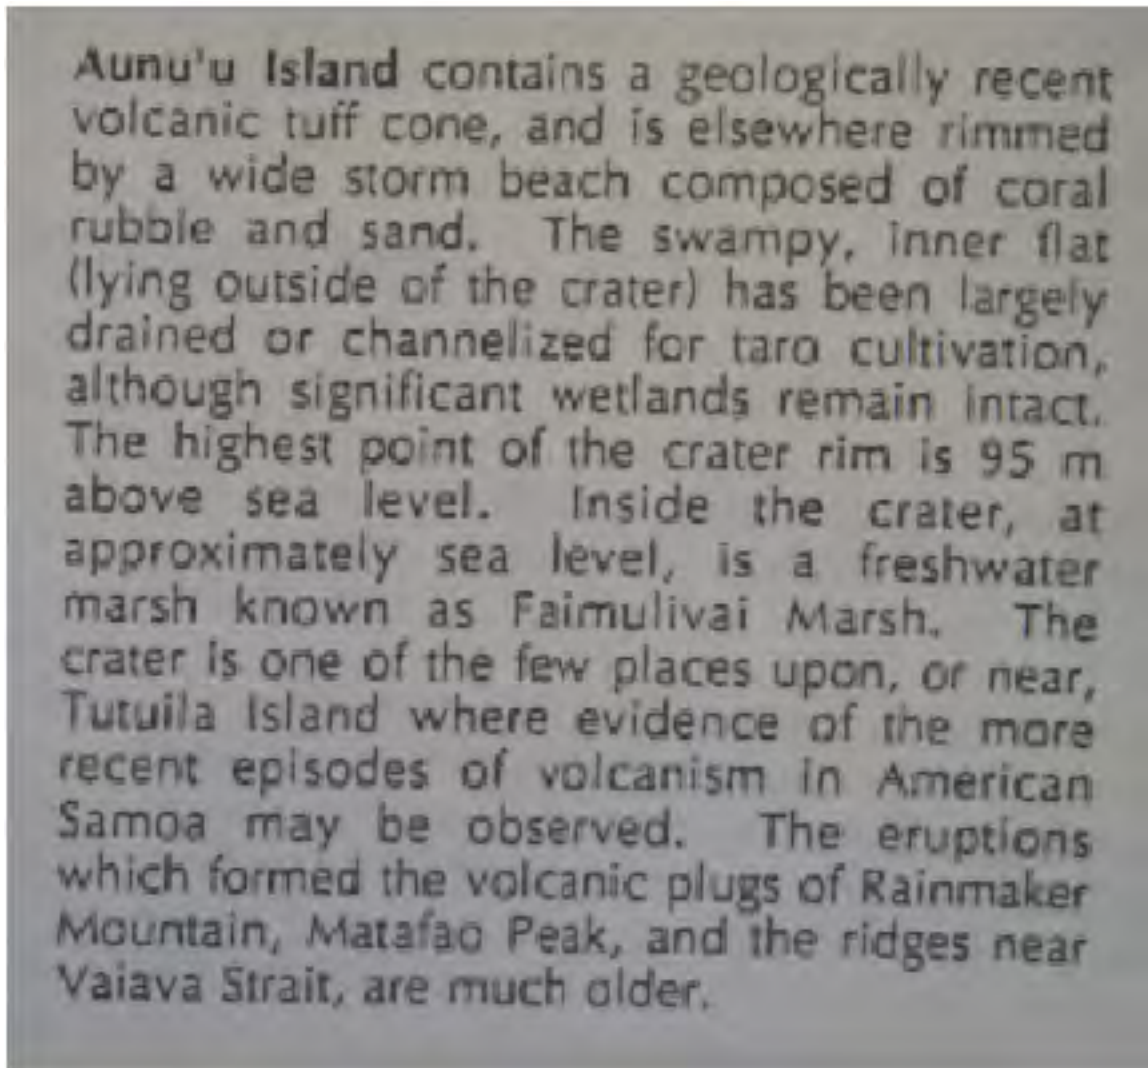 Aunu'u Island contains a geologically recent
volcanic tuff cone, and is elsewhere rimmed
by a wide storm beach composed of coral
rubble and sand. The swampy, inner flat
(lying outside of the crater) has been largely
drained or channelized for taro cultivation,
although significant wetlands remain intact.
The highest point of the crater rim is 95 m
above sea level. Inside the crater, at
approximately sea level, is a freshwater
marsh known as Faimulivai Marsh. The
crater is one of the few places upon, or near,
Tutuila Island where evidence of the more
recent episodes of volcanism in American
Samoa may be observed. The eruptions
which formed the volcanic plugs of Rainmaker
Mountain, Matafao Peak, and the ridges near
Vaiava Strait, are much older.